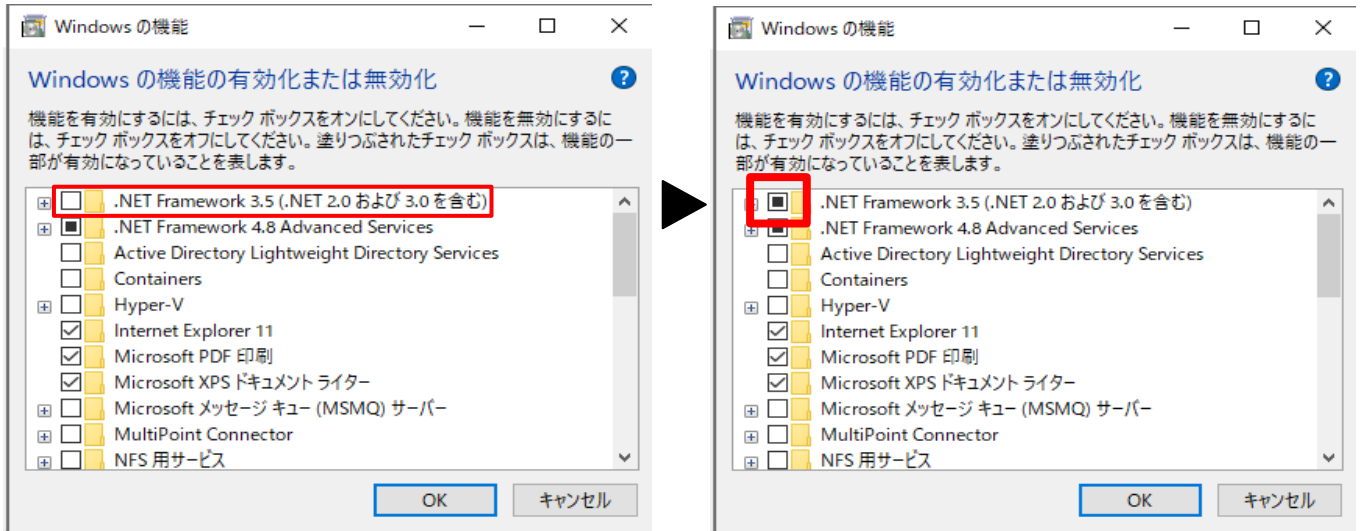 Windows の機能
Windows の機能の有効化または無効化
機能を有効にするには、チェック ボックスをオンにしてください。機能を無効にするに
は、チェック ボックスをオフにしてください。塗りつぶされたチェック ボックスは、機能の一
部が有効になっていることを表します。
.NET Framework 3.5 (.NET 2.0 および 3.0 を含む)
.NET Framework 4.8 Advanced Services
Active Directory Lightweight Directory Services
Containers
Hyper-V
Internet Explorer 11
Microsoft PDF 印刷
Microsoft XPS ドキュメント ライター
Microsoft メッセージ キュー (MSMQ) サーバー
MultiPoint Connector
NFS 用サービス
OK
キャンセル
Windows の機能
Windows の機能の有効化または無効化
機能を有効にするには、チェック ボックスをオンにしてください。機能を無効にするに
は、チェック ボックスをオフにしてください。塗りつぶされたチェック ボックスは、機能の一
部が有効になっていることを表します。
.NET Framework 3.5 (.NET 2.0 および 3.0 を含む)
.NET Framework 4.8 Advanced Services
Active Directory Lightweight Directory Services
Containers
Hyper-V
Internet Explorer 11
Microsoft PDF 印刷
Microsoft XPS ドキュメント ライター
Microsoft メッセージ キュー (MSMQ) サーバー
MultiPoint Connector
NFS 用サービス
OK
キャンセル